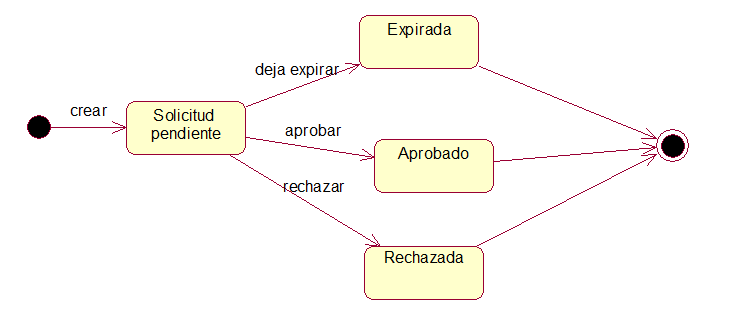 Expirada
deja expirar
crear
Solicitud
pendiente
aprobar
Aprobado
rechazar
Rechazada